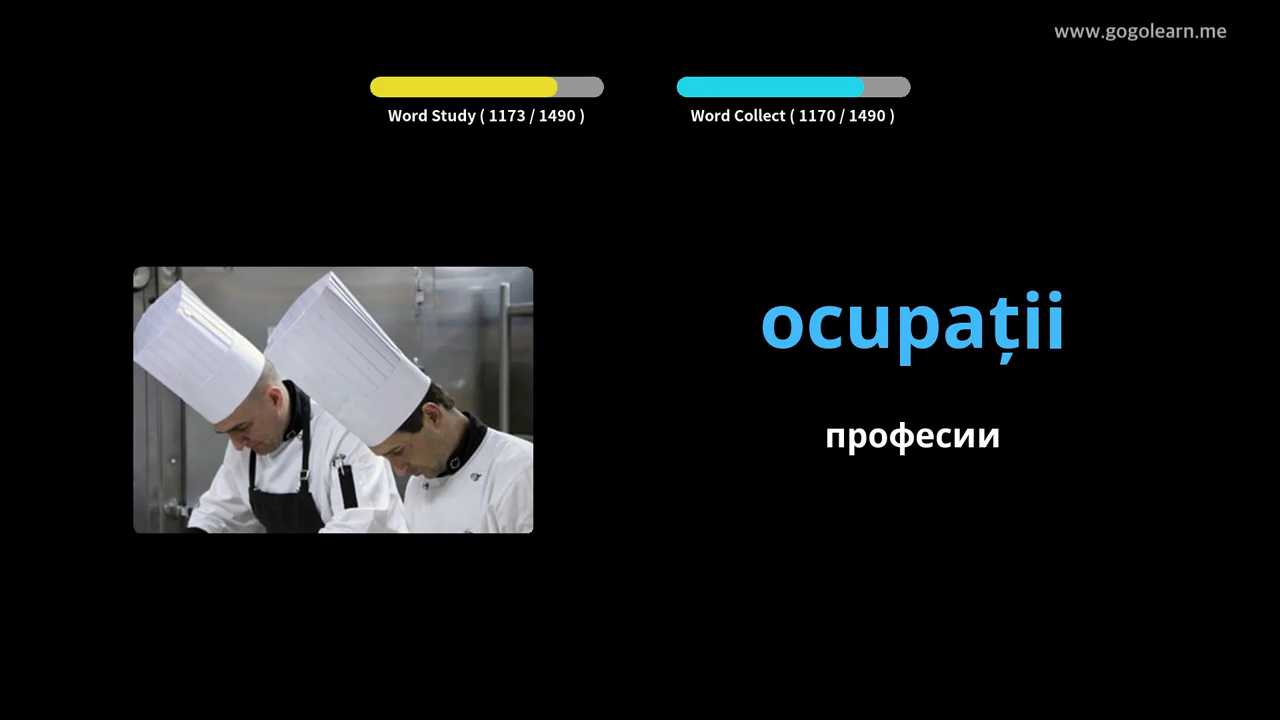 www.gogolearn.me
Word Study ( 1173 / 1490 )
Word Collect ( 1170 / 1490 )
ocupații
професии